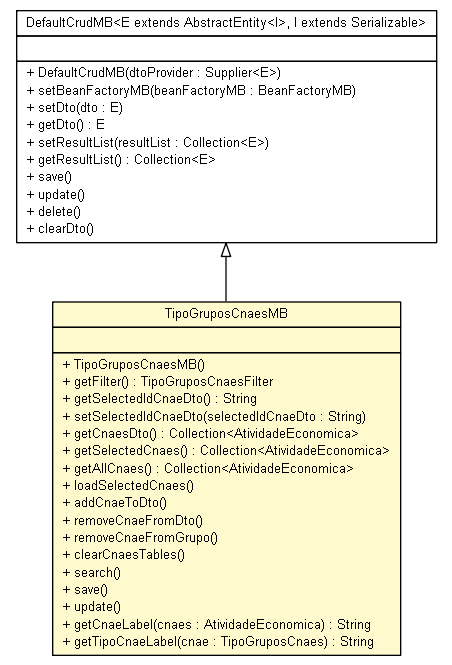 DefaultCrudMB<E extends AbstractEntity<I>, I extends Serializable>
+ DefaultCrudMB(dtoProvider : Supplier<E>)
+ setBeanFactoryMB(beanFactoryMB : BeanFactoryMB)
+ setDto(dto : E)
+ getDto() : E
+ setResultList(resultList : Collection<E>)
+ getResultList() : Collection<E>
+ save()
+ update()
+ delete()
+ clearDto()
TipoGruposCnaesMB
+ TipoGruposCnaesMB()
+ getFilter() : TipoGruposCnaesFilter
+ getSelectedIdCnaeDto() : String
+ setSelectedIdCnaeDto(selectedIdCnaeDto : String)
+ getCnaesDto() : Collection<AtividadeEconomica>
+ getSelectedCnaes() : Collection<AtividadeEconomica>
+ getAllCnaes() : Collection<AtividadeEconomica>
+ loadSelectedCnaes()
+ addCnaeToDto()
+ removeCnaeFromDto()
+ removeCnaeFromGrupo()
+ clearCnaesTables()
+ search()
+ save()
+ update()
+ getCnaeLabel(cnaes : AtividadeEconomica) : String
+ getTipoCnaeLabel(cnae : TipoGruposCnaes) : String